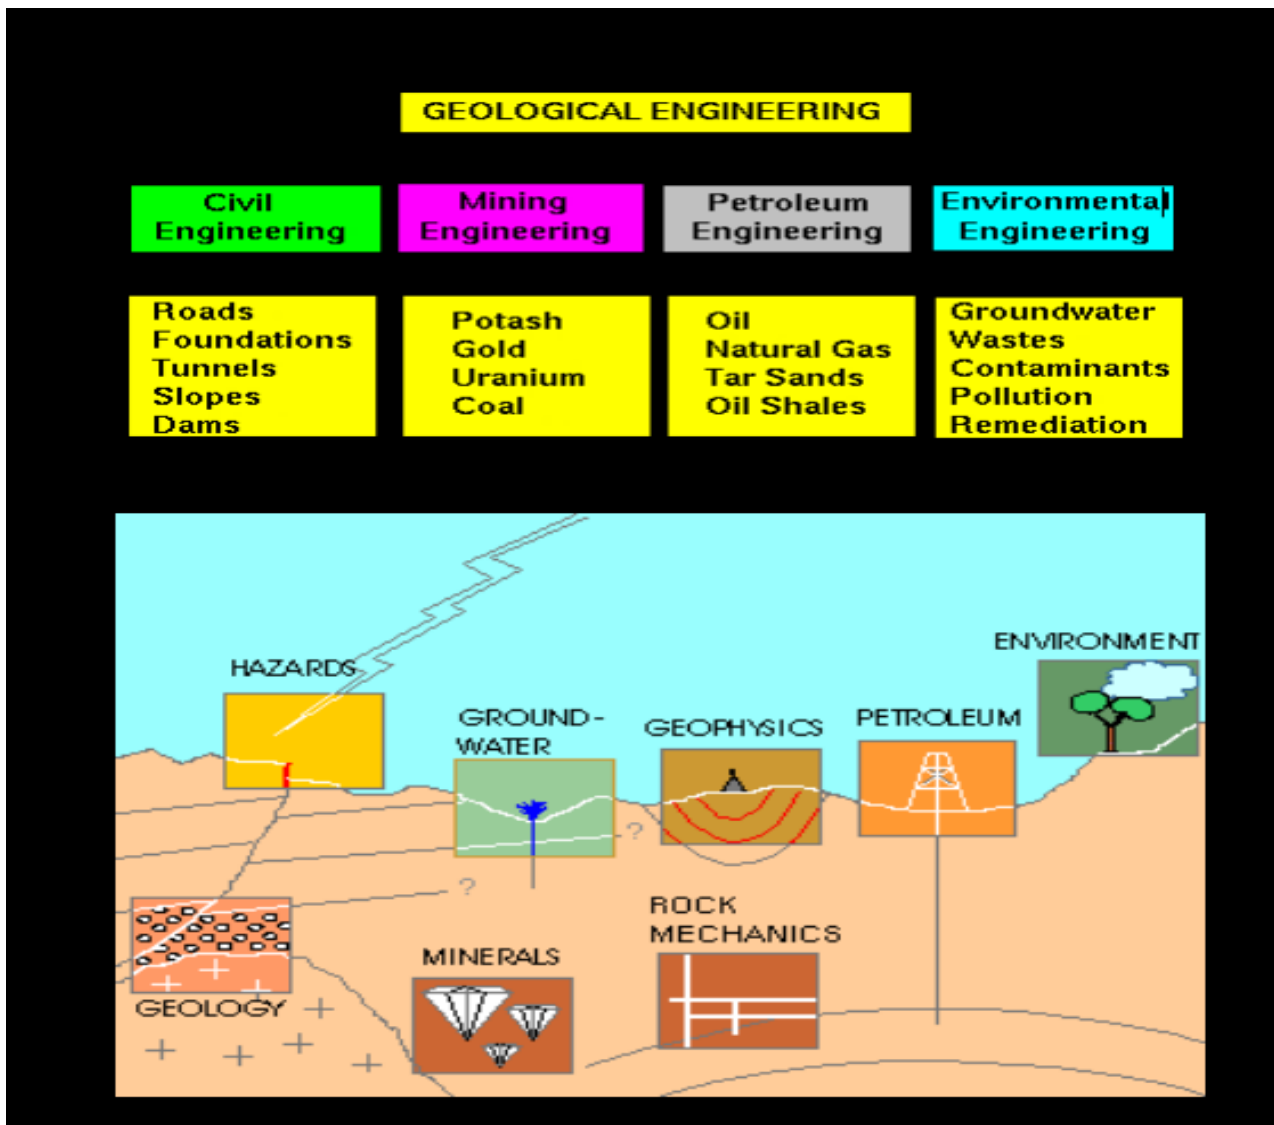 GEOLOGICAL ENGINEERING
Civil
Engineering
Mining
Engineering
Petroleum
Engineering
Environmental
Engineering
Roads
Foundations
Tunnels
Slopes
Dams
Potash
Gold
Uranium
Coal
Oil
Natural Gas
Tar Sands
Oil Shales
Groundwater
Wastes
Contaminants
Pollution
Remediation
HAZARDS
GROUND-
WATER
GEOPHYSICS
PETROLEUM
ENVIRONMENT
?
?
GEOLOGY
MINERALS
ROCK
MECHANICS